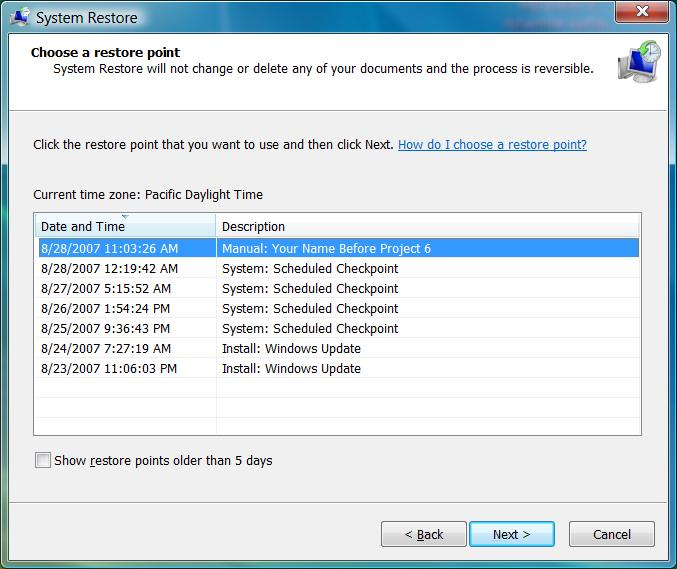 System Restore
Choose a restore point
System Restore will not change or delete any of your documents and the process is reversible.
Click the restore point that you want to use and then click Next. How do I choose a restore point?
Current time zone: Pacific Daylight Time
Date and Time Description
8/28/2007 11:03:26 AM Manual: Your Name Before Project 6
8/28/2007 12:19:42 AM System: Scheduled Checkpoint
8/27/2007 5:15:52 AM System: Scheduled Checkpoint
8/26/2007 1:54:24 PM System: Scheduled Checkpoint
8/25/2007 9:36:43 PM System: Scheduled Checkpoint
8/24/2007 7:27:19 AM Install: Windows Update
8/23/2007 11:06:03 PM Install: Windows Update
Show restore points older than 5 days
< Back Next > Cancel